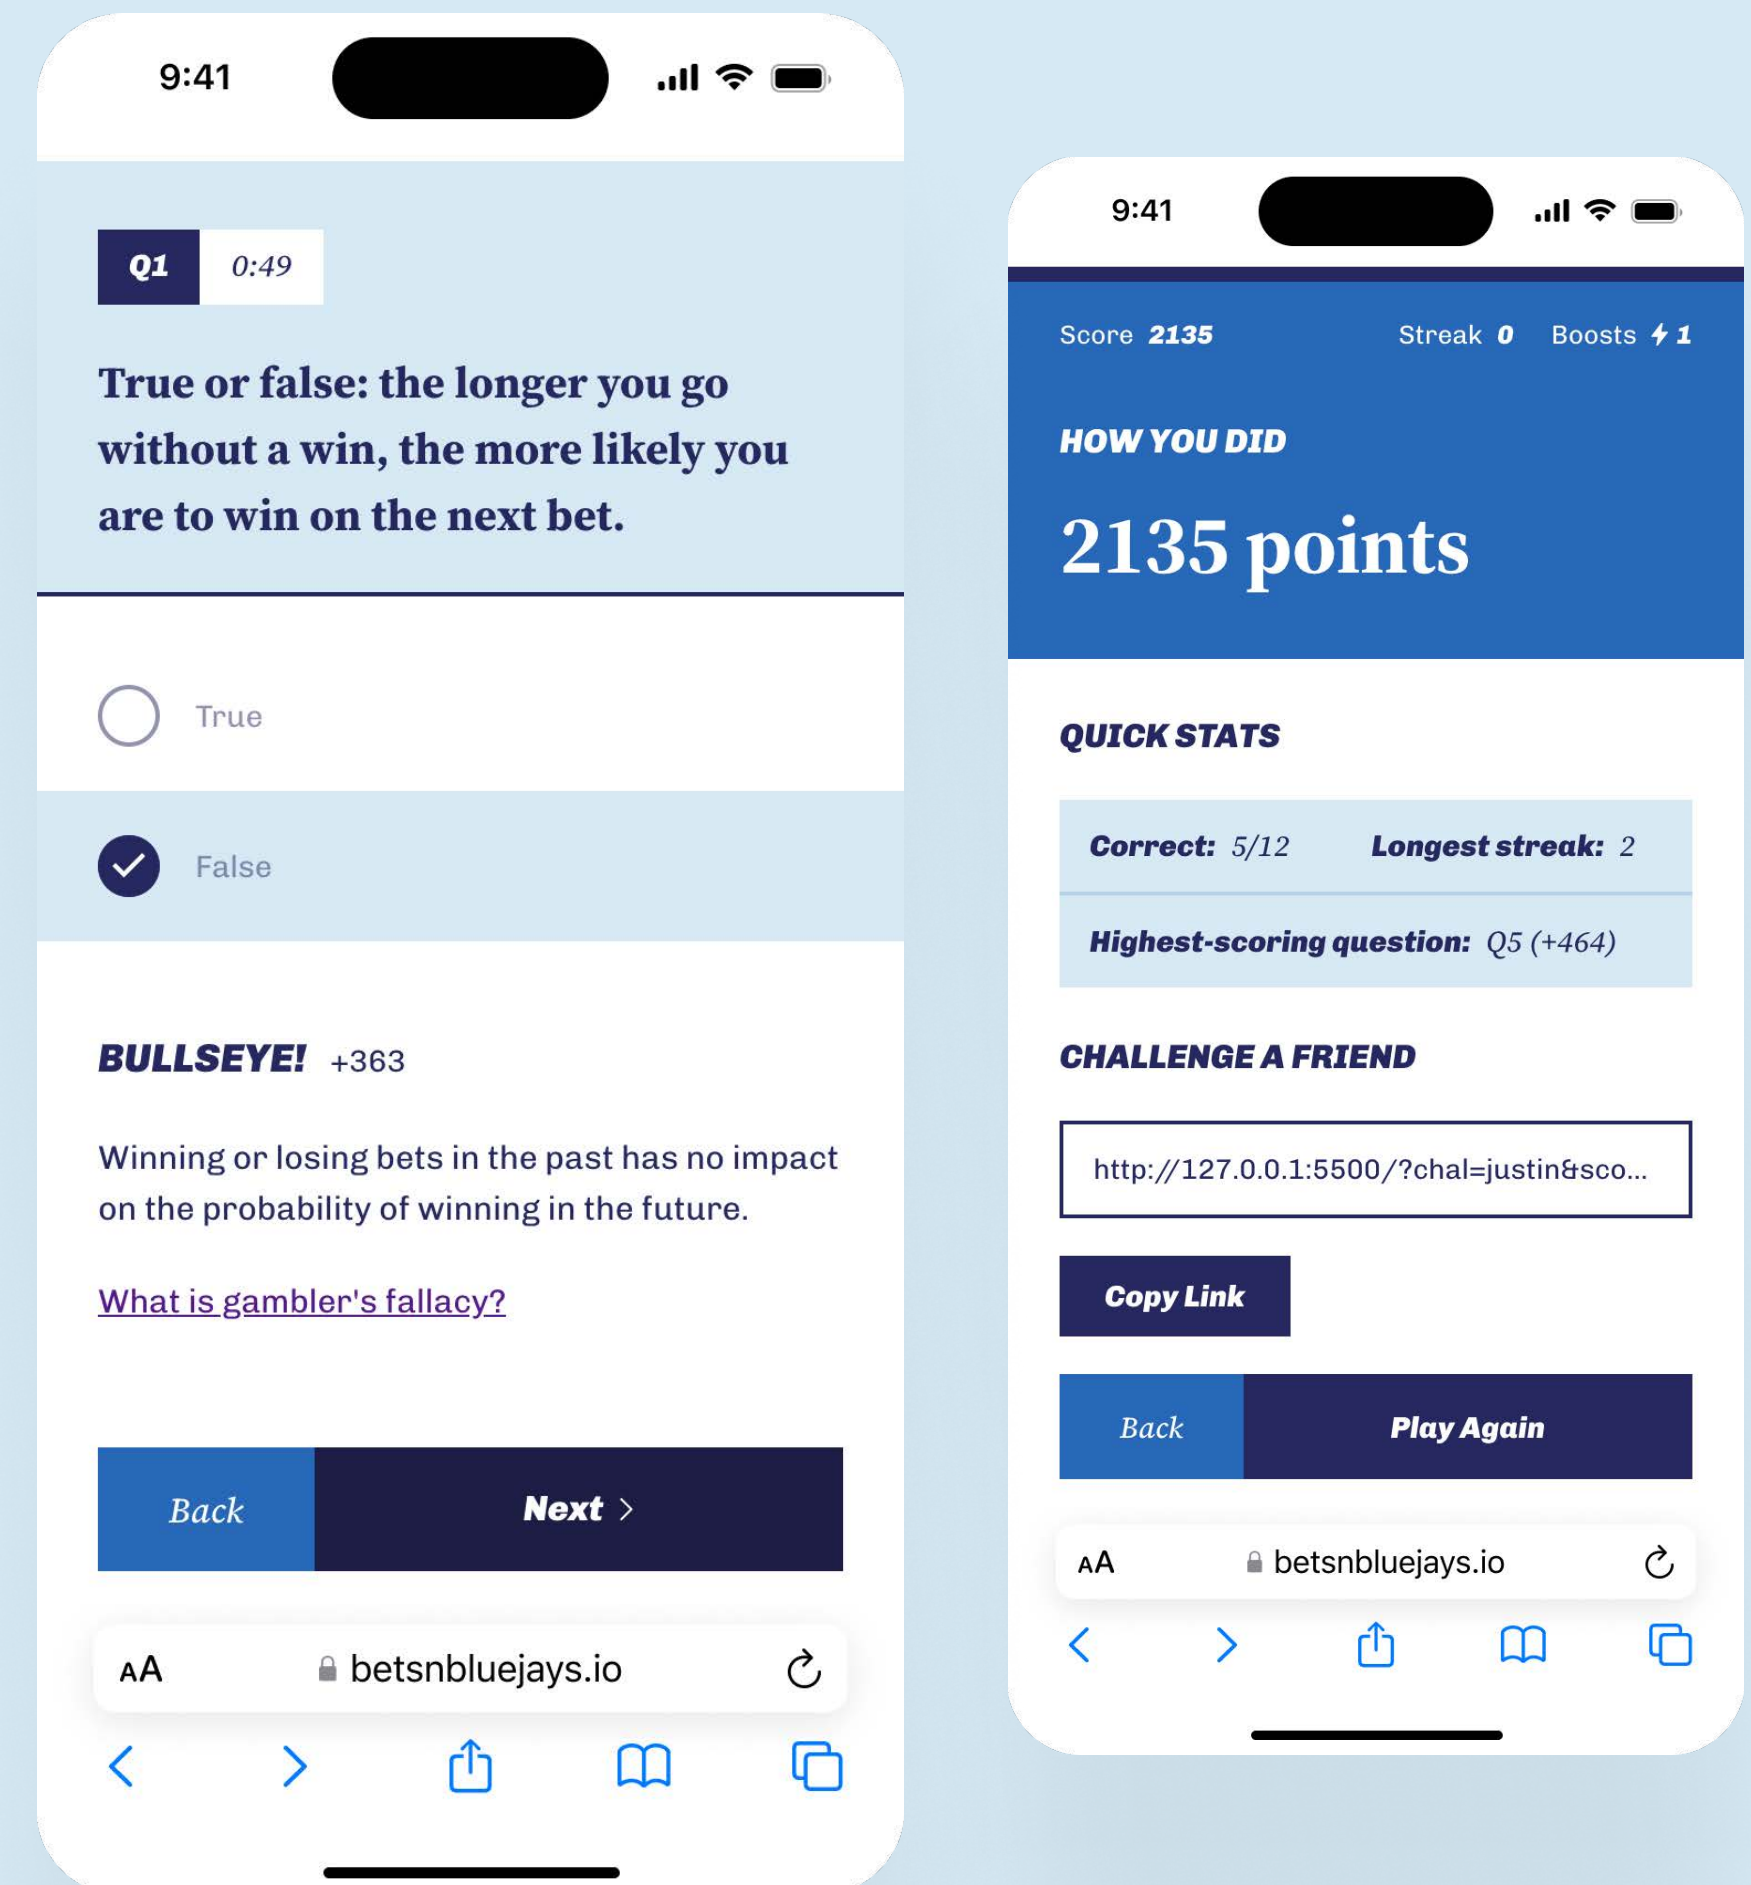 9:41
Q1 0:49
True or false: the longer you go
without a win, the more likely you
are to win on the next bet.
True
False
BULLSEYE! +363
Winning or losing bets in the past has no impact
on the probability of winning in the future.
What is gambler's fallacy?
Back Next
AA betsnbluejays.io
9:41
Score 2135 Streak 0 Boosts 1
HOW YOU DID
2135 points
QUICK STATS
Correct: 5/12 Longest streak: 2
Highest-scoring question: Q5 (+464)
CHALLENGE A FRIEND
http://127.0.0.1:5500/?chal=justin&sco...
Copy Link
Back Play Again
AA betsnbluejays.io